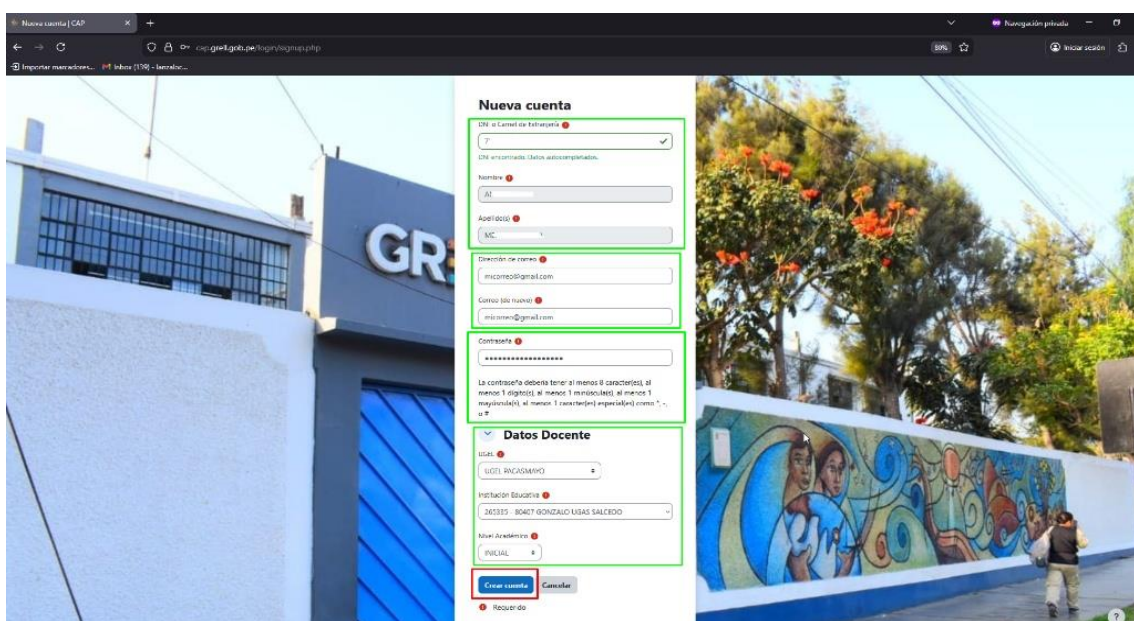 Nueva cuenta | CAP
Navegación privada
cap.grell.gob.pe/login/signup.php
80%
Iniciar sesión
Importar marcadores...
Inbox (139) - lanzaloc...
Nueva cuenta
DNI o Carnet de Extranjería
7
DNI encontrado. Datos autocompletados.
Nombre
Apellido(s)
Dirección de correo
micorreo@gmail.com
Correo (de nuevo)
micorreo@gmail.com
Contraseña
La contraseña debería tener al menos 8 caracter(es), al
menos 1 dígito(s), al menos 1 minúscula(s), al menos 1
mayúscula(s), al menos 1 caracter(es) especial(es) como *, -,
o #
Datos Docente
UGEL
UGEL PACASMAYO
Institución Educativa
80407 GONZALO UGAS SALCEDO
Nivel Académico
INICIAL
Crear cuenta
Cancelar
Requerido
GR
?